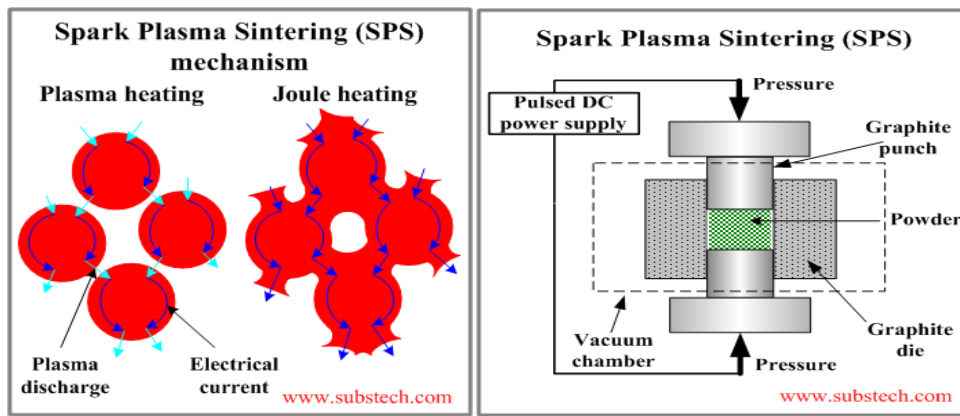 Spark Plasma Sintering (SPS)
mechanism
Plasma heating
Joule heating
Plasma
discharge
Electrical
current
www.substech.com
Spark Plasma Sintering (SPS)
Pressure
Pulsed DC
power supply
Graphite
punch
Powder
Graphite
die
Vacuum
chamber
Pressure
www.substech.com